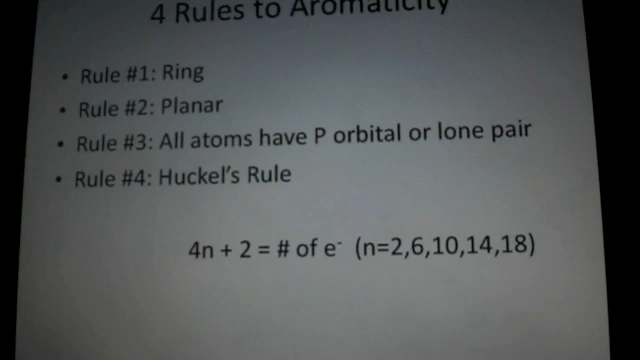 4 Rules to Aromaticity
• Rule #1: Ring
• Rule #2: Planar
• Rule #3: All atoms have P orbital or lone pair
• Rule #4: Huckel's Rule
4n + 2 = # of e⁻ (n=2,6,10,14,18)